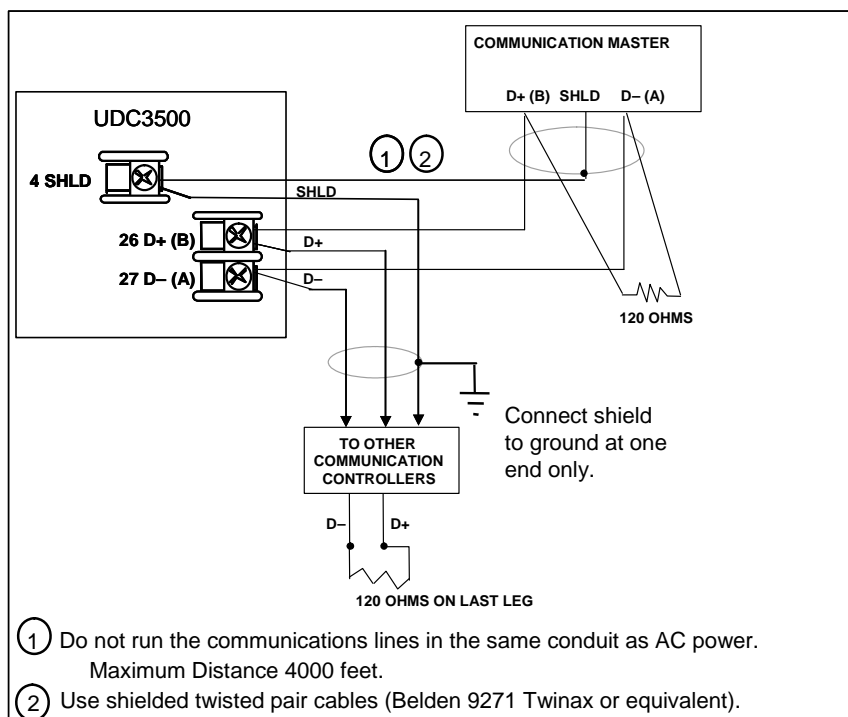 COMMUNICATION MASTER
D+ (B) SHLD D– (A)
UDC3500
1 2
4 SHLD
SHLD
26 D+ (B)
D+
27 D– (A)
D–
120 OHMS
Connect shield
to ground at one
end only.
TO OTHER
COMMUNICATION
CONTROLLERS
D– D+
120 OHMS ON LAST LEG
1 Do not run the communications lines in the same conduit as AC power.
Maximum Distance 4000 feet.
2 Use shielded twisted pair cables (Belden 9271 Twinax or equivalent).